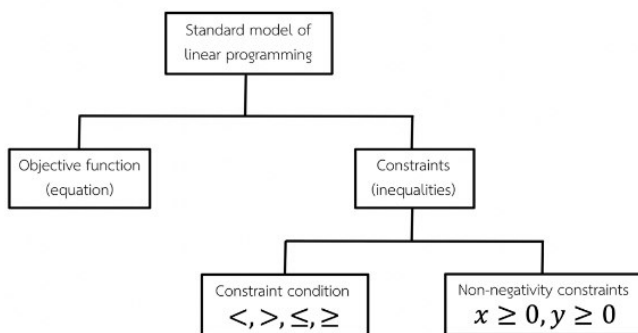 Standard model of
linear programming
Objective function
(equation)
Constraints
(inequalities)
Constraint condition
<, >, ≤, ≥
Non-negativity constraints
x ≥ 0, y ≥ 0